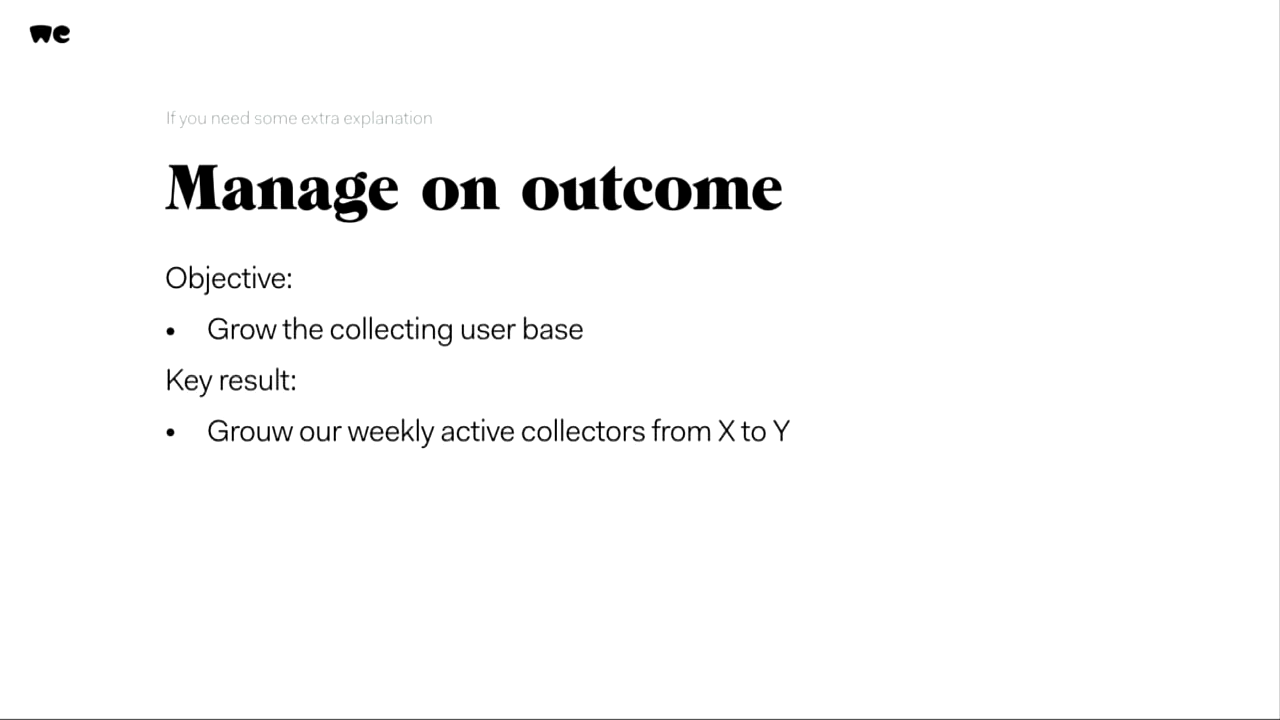 we
If you need some extra explanation
Manage on outcome
Objective:
• Grow the collecting user base
Key result:
• Grouw our weekly active collectors from X to Y